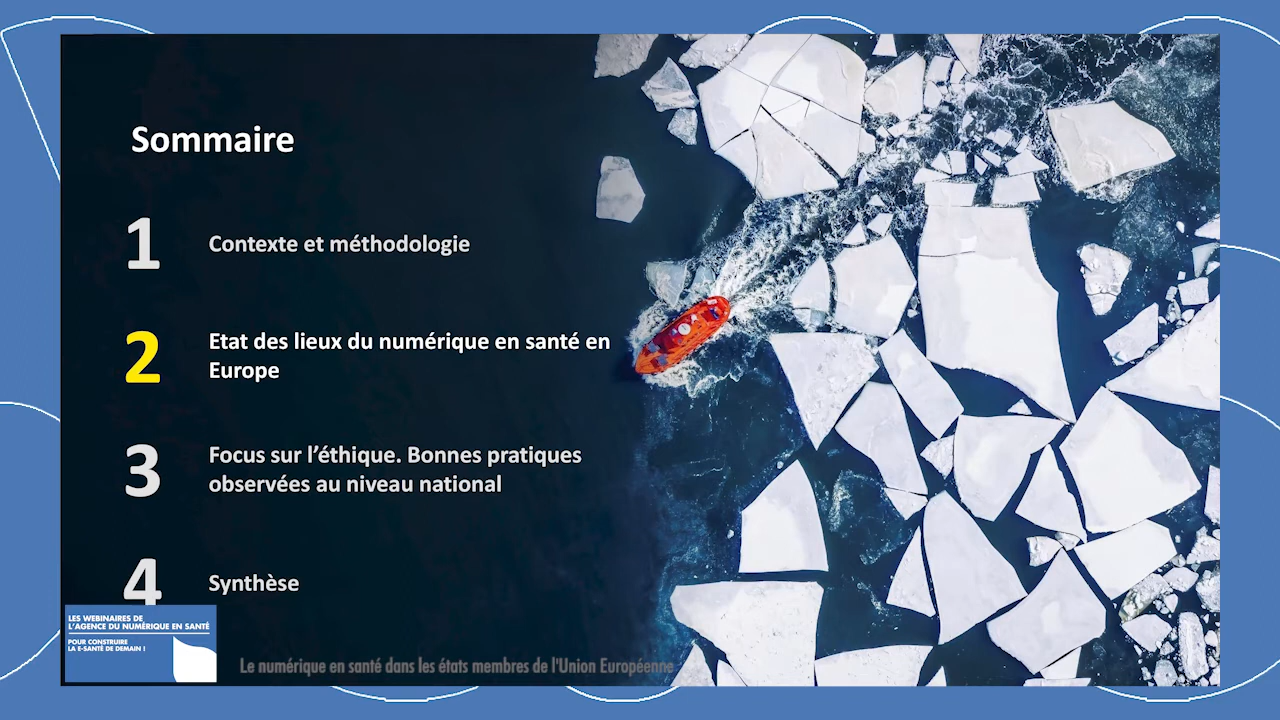 Sommaire
1
Contexte et méthodologie
2
Etat des lieux du numérique en santé en
Europe
3
Focus sur l’éthique. Bonnes pratiques
observées au niveau national
4
Synthèse
LES WEBINAIRES DE
L'AGENCE DU NUMÉRIQUE EN SANTÉ
POUR CONSTRUIRE
LA E-SANTÉ DE DEMAIN !
Le numérique en santé dans les états membres de l'Union Européenne